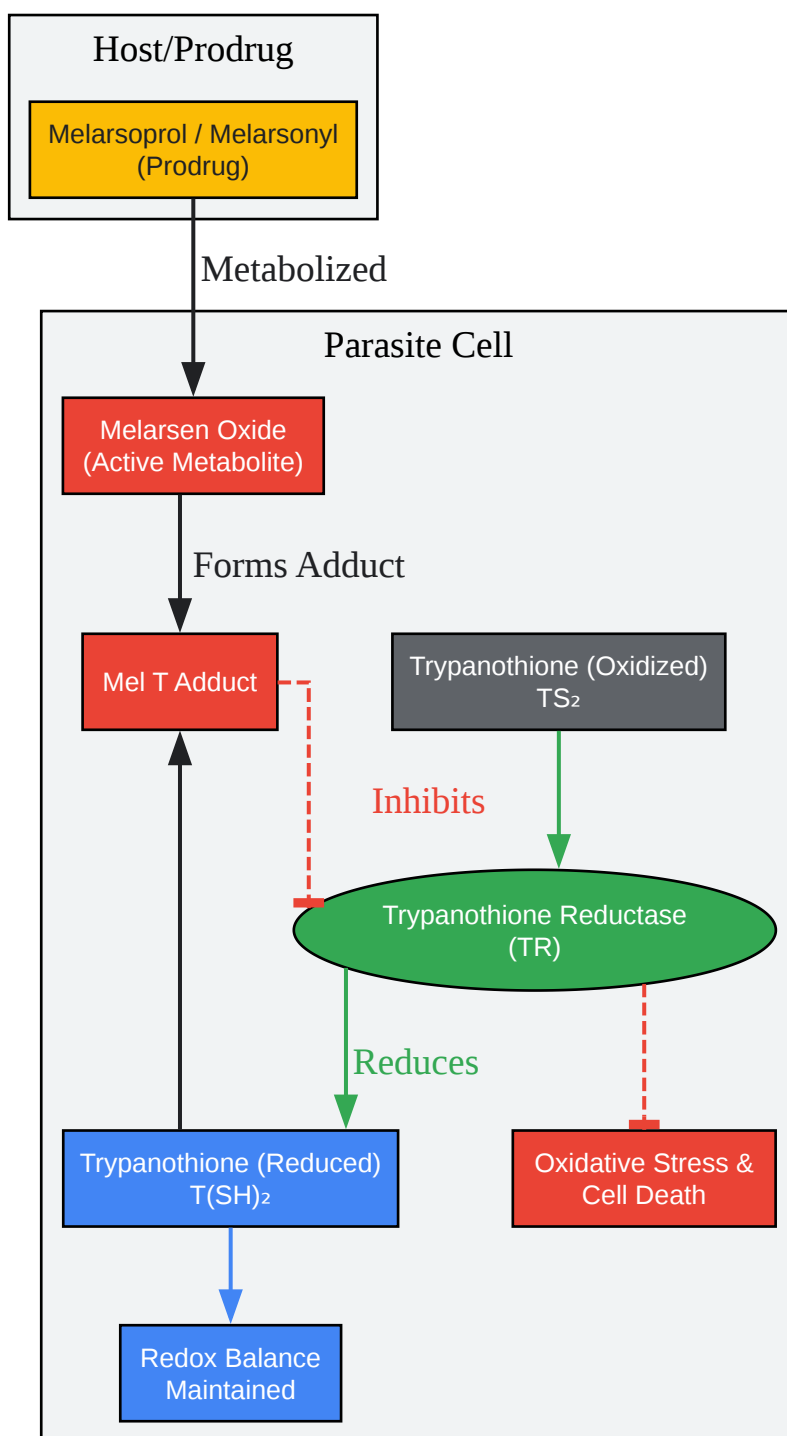 Host/Prodrug
Melarsoprol / Melarsonyl
(Prodrug)
Metabolized
Parasite Cell
Melarsen Oxide
(Active Metabolite)
Forms Adduct
Mel T Adduct
Trypanothione (Oxidized)
TS₂
Inhibits
Trypanothione Reductase
(TR)
Reduces
Trypanothione (Reduced)
T(SH)₂
Oxidative Stress &
Cell Death
Redox Balance
Maintained